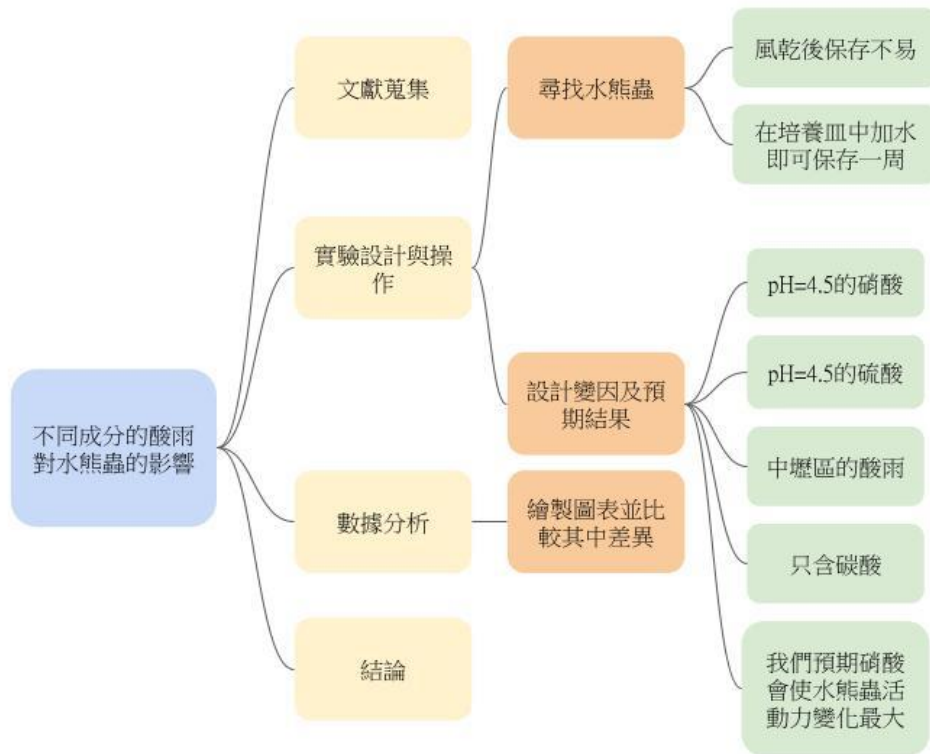 不同成分的酸雨
對水熊蟲的影響
文獻蒐集
實驗設計與操
作
尋找水熊蟲
風乾後保存不易
在培養皿中加水
即可保存一周
設計變因及預
期結果
pH=4.5的硝酸
pH=4.5的硫酸
中壢區的酸雨
只含碳酸
我們預期硝酸
會使水熊蟲活
動力變化最大
數據分析
繪製圖表並比
較其中差異
結論